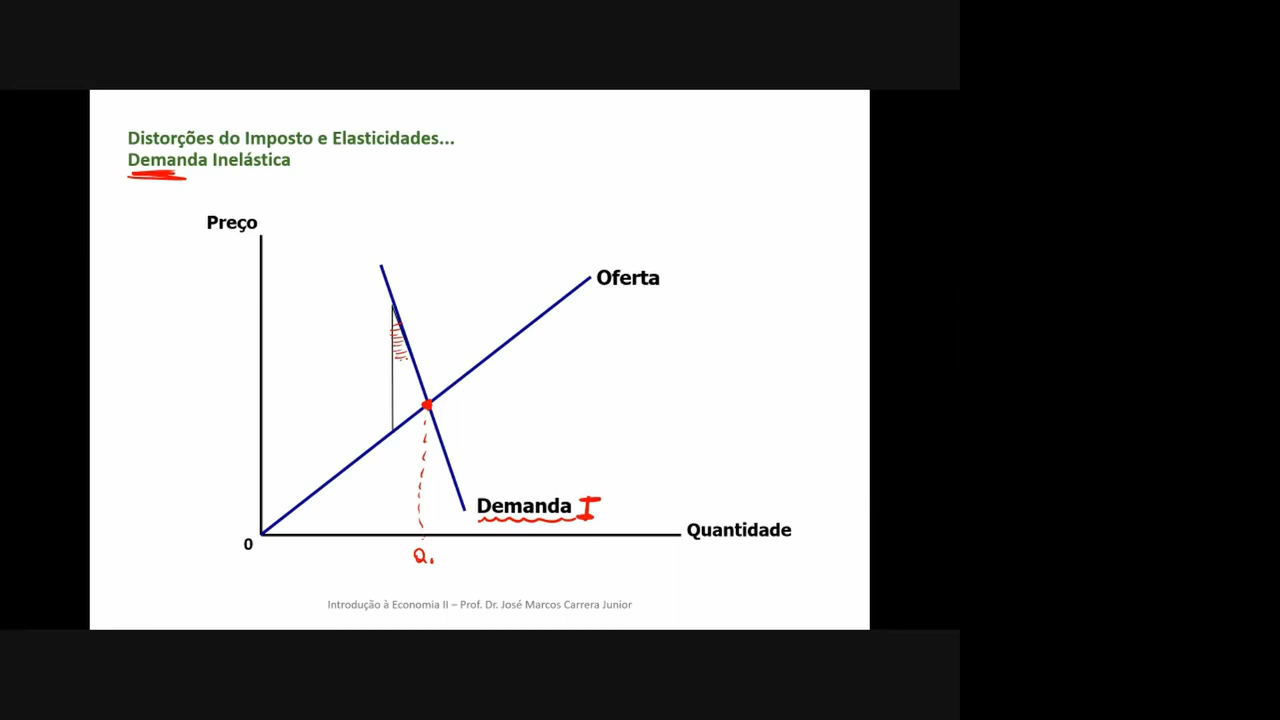 Distorções do Imposto e Elasticidades...
Demanda Inelástica
Preço
Oferta
Demanda I
Quantidade
0
Q₁
Introdução à Economia II – Prof. Dr. José Marcos Carrera Junior